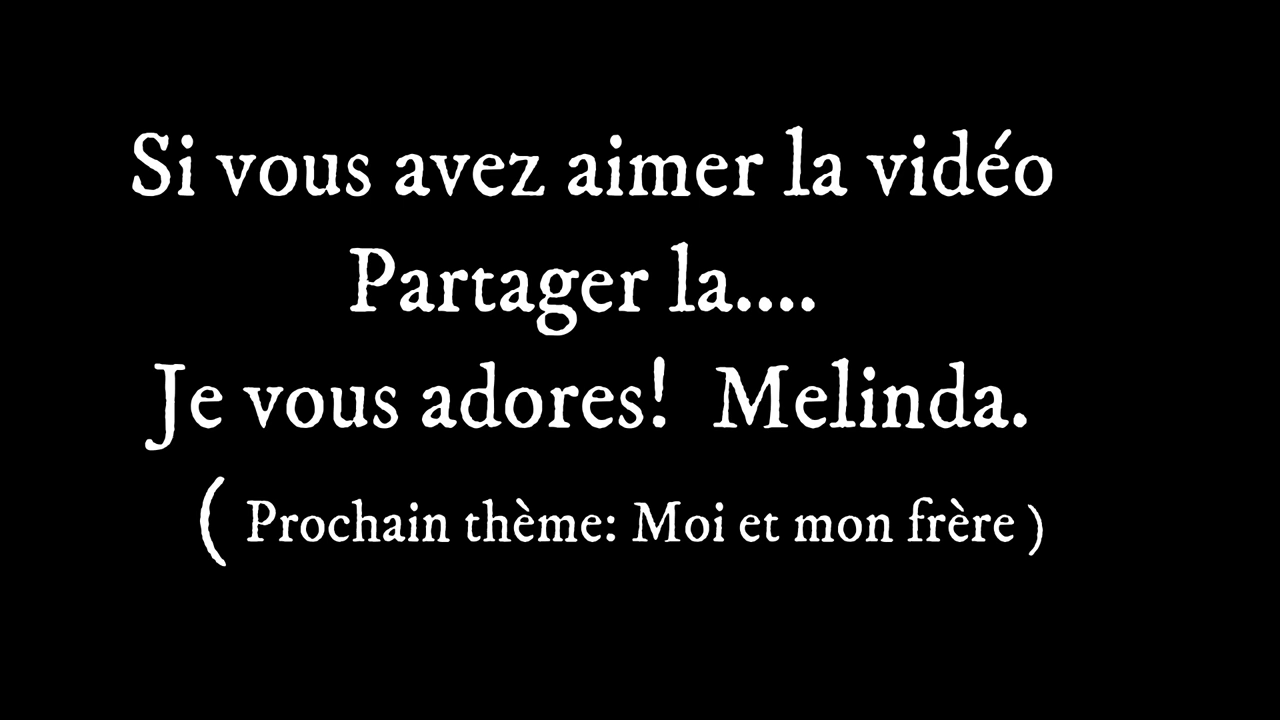 Si vous avez aimer la vidéo
Partager la....
Je vous adores! Melinda.
( Prochain thème: Moi et mon frère )